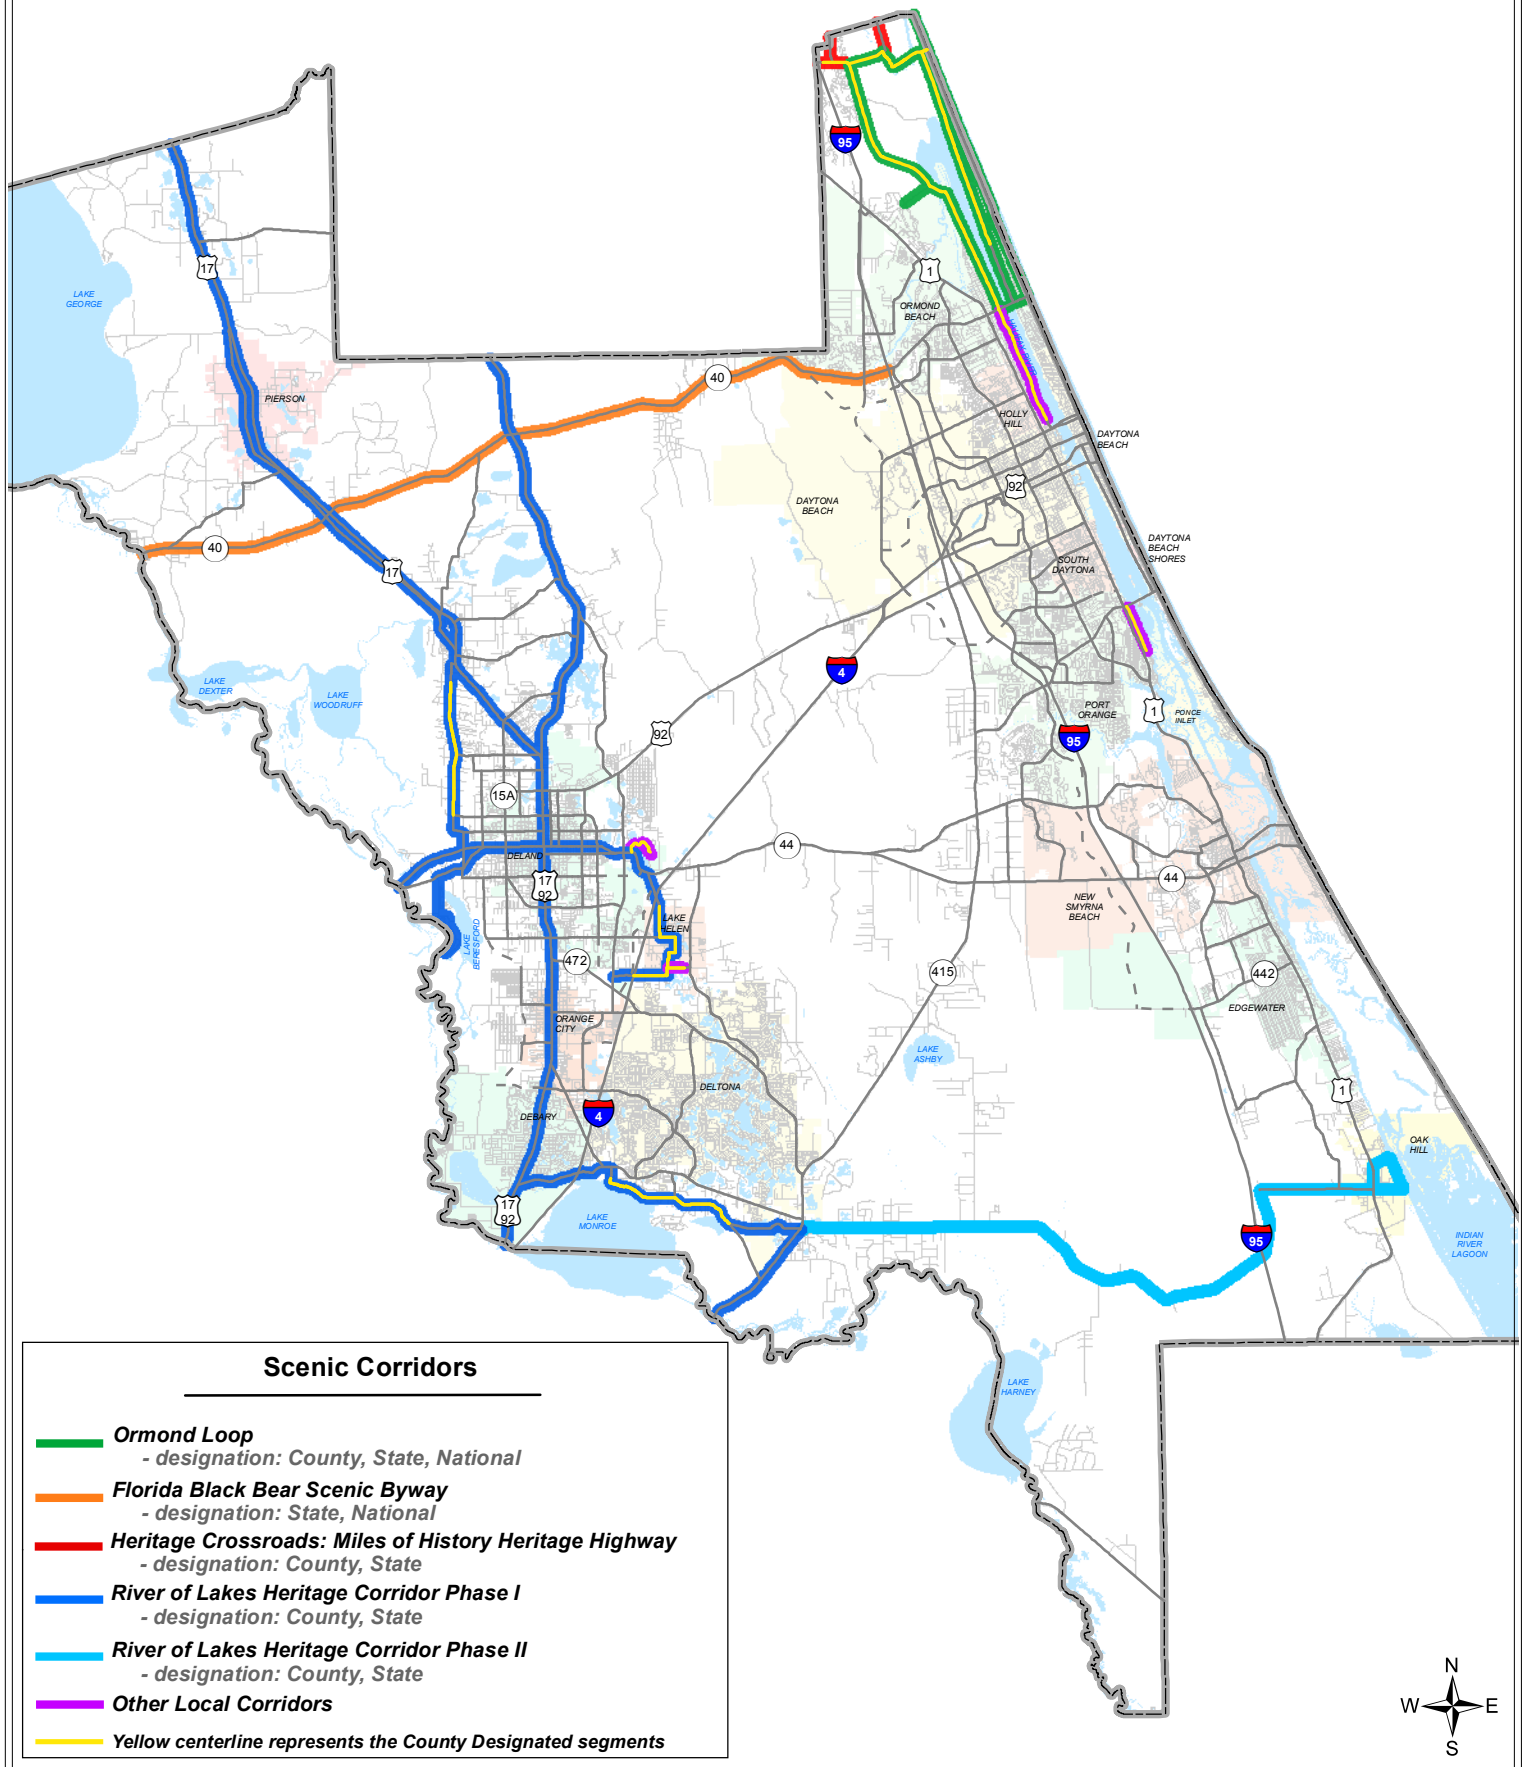 95
17
LAKE
GEORGE
1
ORMOND
BEACH
40
PIERSON
HOLLY
HILL
DAYTONA
BEACH
92
DAYTONA
BEACH
40
17
DAYTONA
BEACH
SHORES
SOUTH
DAYTONA
4
LAKE
DEXTER
LAKE
WOODRUFF
PORT
ORANGE
1
PONCE
INLET
92
95
15A
44
DELAND
17
92
44
NEW
SMYRNA
BEACH
LAKE
HELEN
LAKE
BERESFORD
472
415
442
EDGEWATER
ORANGE
CITY
LAKE
ASHBY
DELTONA
1
4
DEBARY
OAK
HILL
17
92
LAKE
MONROE
95
INDIAN
RIVER
LAGOON
LAKE
HARNEY
Scenic Corridors
Ormond Loop
- designation: County, State, National
Florida Black Bear Scenic Byway
- designation: State, National
Heritage Crossroads: Miles of History Heritage Highway
- designation: County, State
River of Lakes Heritage Corridor Phase I
- designation: County, State
River of Lakes Heritage Corridor Phase II
- designation: County, State
Other Local Corridors
Yellow centerline represents the County Designated segments
N
W E
S